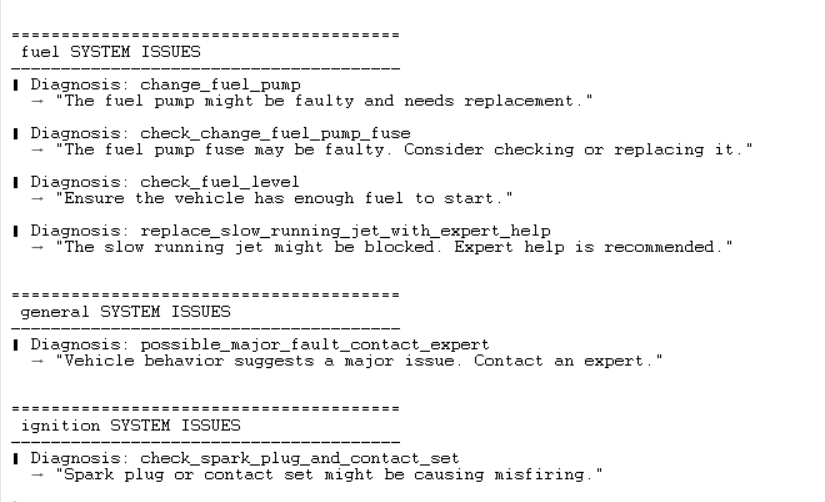 ========================================
fuel SYSTEM ISSUES
----------------------------------------
▌ Diagnosis: change_fuel_pump
→ "The fuel pump might be faulty and needs replacement."
▌ Diagnosis: check_change_fuel_pump_fuse
→ "The fuel pump fuse may be faulty. Consider checking or replacing it."
▌ Diagnosis: check_fuel_level
→ "Ensure the vehicle has enough fuel to start."
▌ Diagnosis: replace_slow_running_jet_with_expert_help
→ "The slow running jet might be blocked. Expert help is recommended."
========================================
general SYSTEM ISSUES
----------------------------------------
▌ Diagnosis: possible_major_fault_contact_expert
→ "Vehicle behavior suggests a major issue. Contact an expert."
========================================
ignition SYSTEM ISSUES
----------------------------------------
▌ Diagnosis: check_spark_plug_and_contact_set
→ "Spark plug or contact set might be causing misfiring."